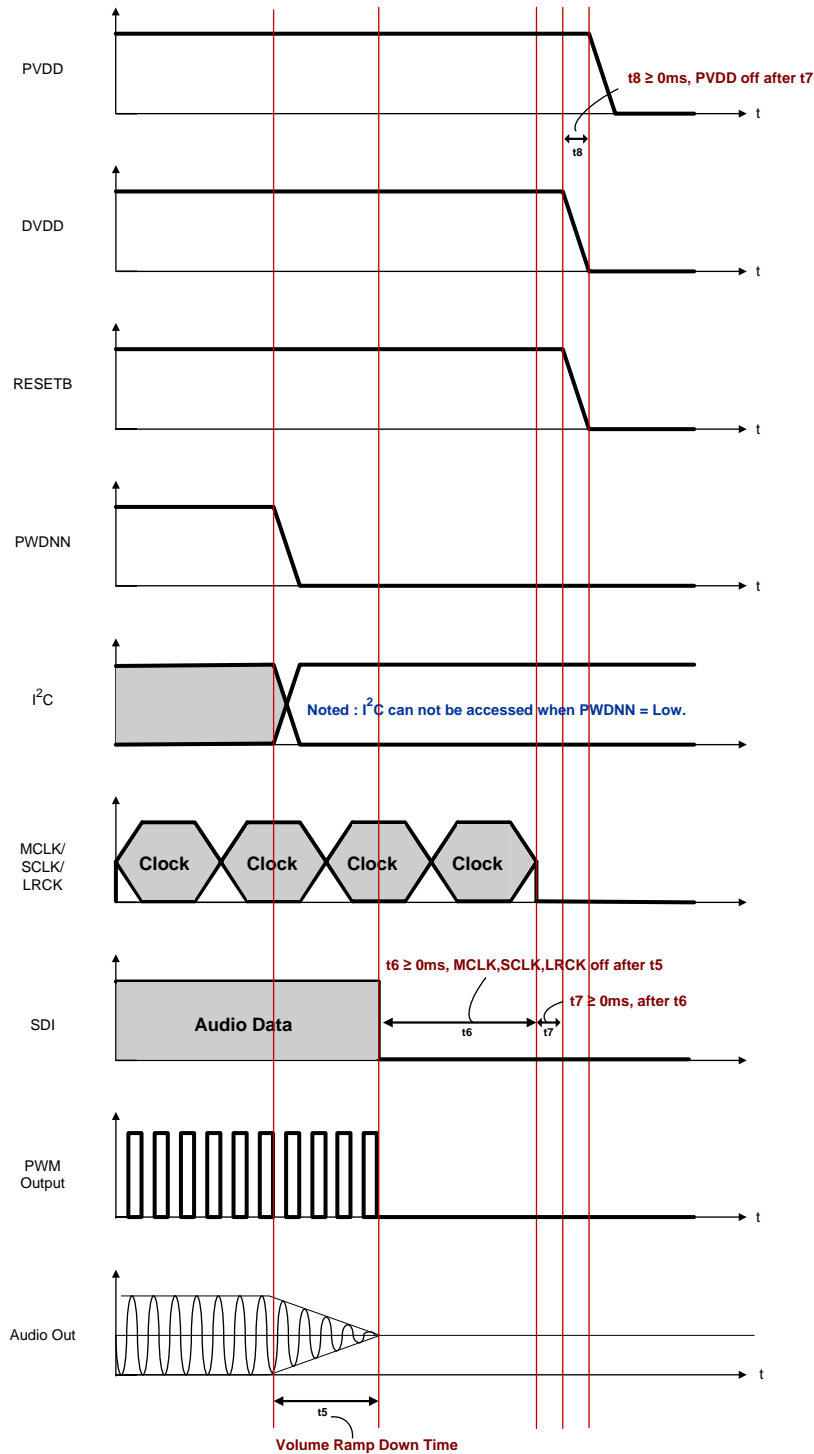 PVDD
t8 ≥ 0ms, PVDD off after t7
t
t8
DVDD
t
RESETB
t
PWDNN
t
I2C
Noted : I2C can not be accessed when PWDNN = Low.
MCLK/
SCLK/
LRCK
Clock Clock Clock Clock
t6 ≥ 0ms, MCLK,SCLK,LRCK off after t5
t7 ≥ 0ms, after t6
SDI
Audio Data
t6
t7
PWM
Output
t
Audio Out
t
t5
Volume Ramp Down Time